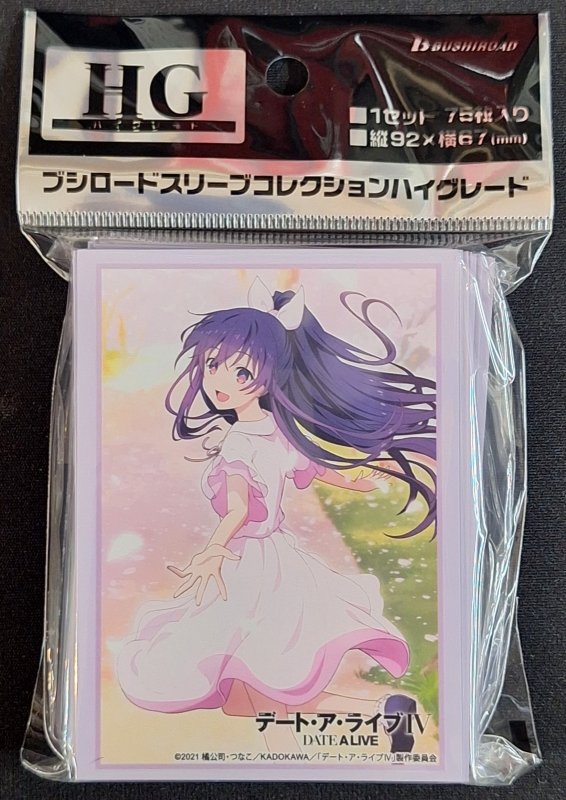 HG
ハイグレード
BUSHIROAD
■1セット 75枚入り
■縦92×横67(mm)
ブシロードスリーブコレクションハイグレード
デート・ア・ライブIV
DATE A LIVE
©2021 橘公司・つなこ/KADOKAWA/「デート・ア・ライブIV」製作委員会